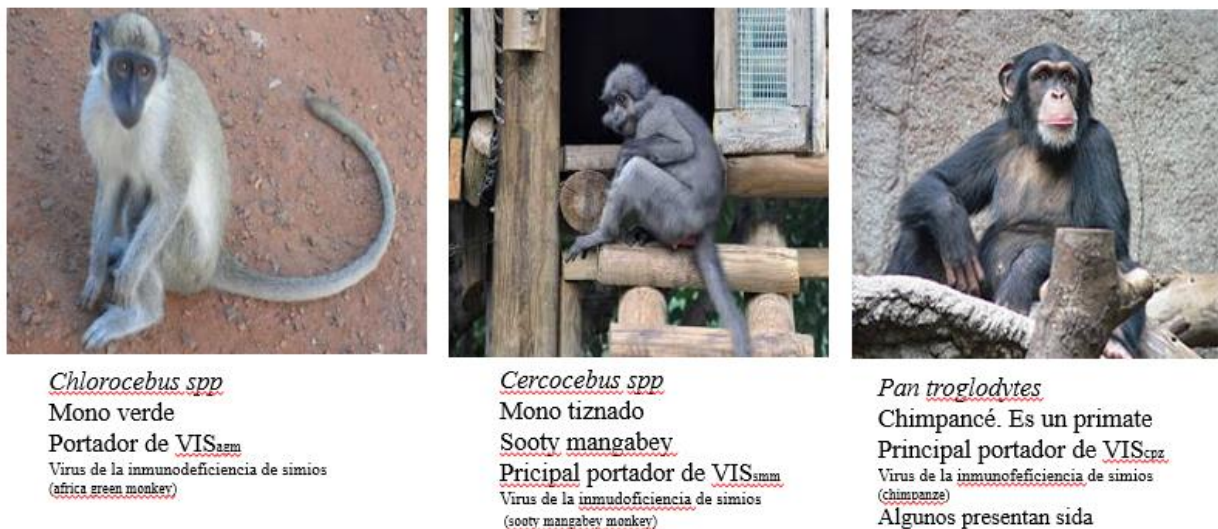 Chlorocebus spp
Mono verde
Portador de VISagm
Virus de la inmunodeficiencia de simios
(africa green monkey)
Cercocebus spp
Mono tiznado
Sooty mangabey
Pricipal portador de VISsmm
Virus de la inmudoficiencia de simios
(sooty mangabey monkey)
Pan troglodytes
Chimpancé. Es un primate
Principal portador de VIScpz
Virus de la inmunofeficiencia de simios
(chimpanze)
Algunos presentan sida